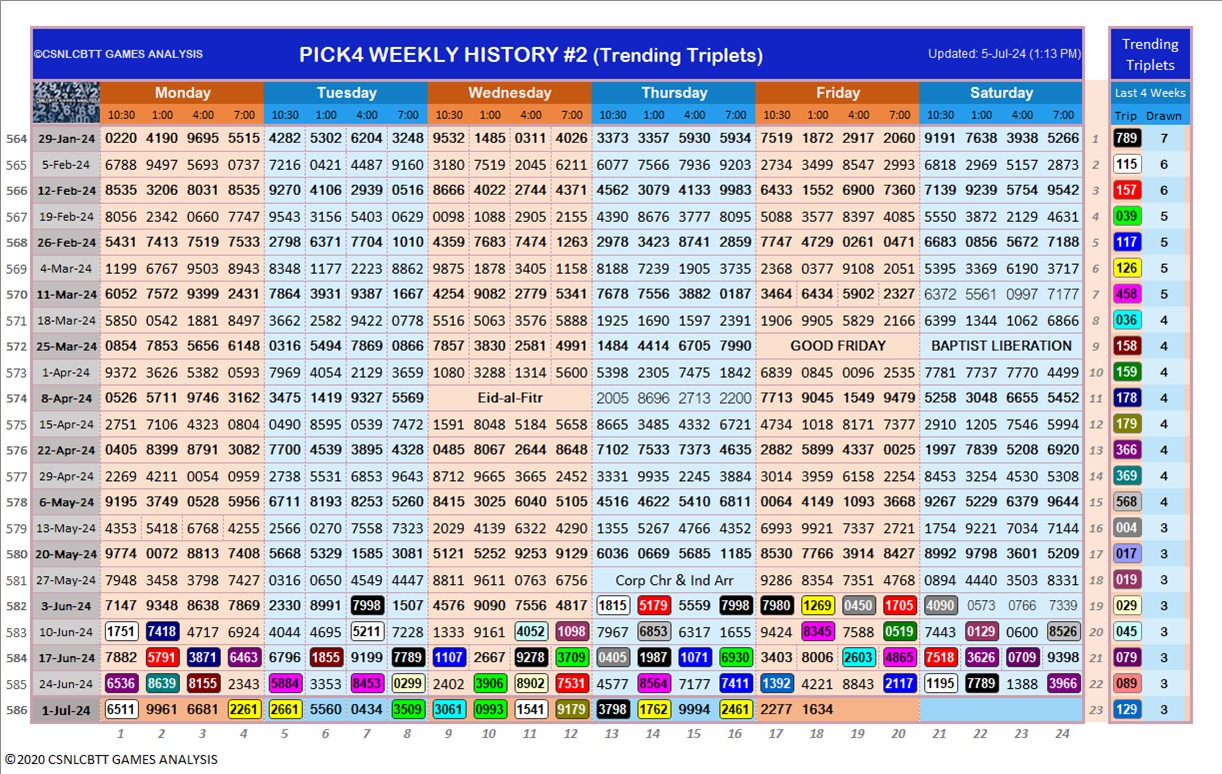 ©CSNLCBTT GAMES ANALYSIS PICK4 WEEKLY HISTORY #2 (Trending Triplets) Updated: 5-Jul-24 (1:13 PM) Trending
Triplets
Monday Tuesday Wednesday Thursday Friday Saturday Last 4 Weeks
10:30 1:00 4:00 7:00 10:30 1:00 4:00 7:00 10:30 1:00 4:00 7:00 10:30 1:00 4:00 7:00 10:30 1:00 4:00 7:00 10:30 1:00 4:00 7:00 Trip Drawn
564 29-Jan-24 0220 4190 9695 5515 4282 5302 6204 3248 9532 1485 0311 4026 3373 3357 5930 5934 7519 1872 2917 2060 9191 7638 3938 5266 1 789 7
565 5-Feb-24 6788 9497 5693 0737 7216 0421 4487 9160 3180 7519 2045 6211 6077 7566 7936 9203 2734 3499 8547 2993 6818 2969 5157 2873 2 115 6
566 12-Feb-24 8535 3206 8031 8535 9270 4106 2939 0516 8666 4022 2744 4371 4562 3079 4133 9983 6433 1552 6900 7360 7139 9239 5754 9542 3 157 6
567 19-Feb-24 8056 2342 0660 7747 9543 3156 5403 0629 0098 1088 2905 2155 4390 8676 3777 8095 5088 3577 8397 4085 5550 3872 2129 4631 4 039 5
568 26-Feb-24 5431 7413 7519 7533 2798 6371 7704 1010 4359 7683 7474 1263 2978 3423 8741 2859 7747 4729 0261 0471 6683 0856 5672 7188 5 117 5
569 4-Mar-24 1199 6767 9503 8943 8348 1177 2223 8862 9875 1878 3405 1158 8188 7239 1905 3735 2368 0377 9108 2051 5395 3369 6190 3717 6 126 5
570 11-Mar-24 6052 7572 9399 2431 7864 3931 9387 1667 4254 9082 2779 5341 7678 7556 3882 0187 3464 6434 5902 2327 6372 5561 0997 7177 7 458 5
571 18-Mar-24 5850 0542 1881 8497 3662 2582 9422 0778 5516 5063 3576 5888 1925 1690 1597 2391 1906 9905 5829 2166 6399 1344 1062 6866 8 036 4
572 25-Mar-24 0854 7853 5656 6148 0316 5494 7869 0866 7857 3830 2581 4991 1484 4414 6705 7990 GOOD FRIDAY BAPTIST LIBERATION 9 158 4
573 1-Apr-24 9372 3626 5382 0593 7969 4054 2129 3659 1080 3288 1314 5600 5398 2305 7475 1842 6839 0845 0096 2535 7781 7737 7770 4499 10 159 4
574 8-Apr-24 0526 5711 9746 3162 3475 1419 9327 5569 Eid-al-Fitr 2005 8696 2713 2200 7713 9045 1549 9479 5258 3048 6655 5452 11 178 4
575 15-Apr-24 2751 7106 4323 0804 0490 8595 0539 7472 1591 8048 5184 5658 8665 3485 4332 6721 4734 1018 8171 7377 2910 1205 7546 5994 12 179 4
576 22-Apr-24 0405 8399 8791 3082 7700 4539 3895 4328 0485 8067 2644 8648 7102 7533 7373 4635 2882 5899 4337 0025 1997 7839 5208 6920 13 366 4
577 29-Apr-24 2269 4211 0054 0959 2738 5531 6853 9643 9712 9665 3665 2452 3331 9935 2245 3884 3014 3959 6158 2254 8453 3254 4530 5308 14 369 4
578 6-May-24 9195 3749 0528 5956 6711 8193 8253 5260 8415 3025 6040 5105 4516 4622 5410 6811 0064 4149 1093 3668 9267 5229 6379 9644 15 568 4
579 13-May-24 4353 5418 6768 4255 2566 0270 7558 7323 2029 4139 6322 4290 1355 5267 4766 4352 6993 9921 7337 2721 1754 9221 7034 7144 16 004 3
580 20-May-24 9774 0072 8813 7408 5668 5329 1585 3081 5121 5252 9253 9129 6036 0669 5685 1185 8530 7766 3914 8427 8992 9798 3601 5209 17 017 3
581 27-May-24 7948 3458 3798 7427 0316 0650 4549 4447 8811 9611 0763 6756 Corp Chr & Ind Arr 9286 8354 7351 4768 0894 4440 3503 8331 18 019 3
582 3-Jun-24 7147 9348 8638 7869 2330 8991 7998 1507 4576 9090 7556 4817 1815 5179 5559 7998 7980 1269 0450 1705 4090 0573 0766 7339 19 029 3
583 10-Jun-24 1751 7418 4717 6924 4044 4695 5211 7228 1333 9161 4052 1098 7967 6853 6317 1655 9424 8345 7588 0519 7443 0129 0600 8526 20 045 3
584 17-Jun-24 7882 5791 3871 6463 6796 1855 9199 7789 1107 2667 9278 3709 0405 1987 1071 6930 3403 8006 2603 4865 7518 3626 0709 9398 21 079 3
585 24-Jun-24 6536 8639 8155 2343 5884 3353 8453 0299 2402 3906 8902 7531 4577 8564 7177 7411 1392 4221 8843 2117 1195 7789 1388 3966 22 089 3
586 1-Jul-24 6511 9961 6681 2261 2661 5560 0434 3509 3061 0993 1541 9179 3798 1762 9994 2461 2277 1634 23 129 3
1 2 3 4 5 6 7 8 9 10 11 12 13 14 15 16 17 18 19 20 21 22 23 24
©2020 CSNLCBTT GAMES ANALYSIS